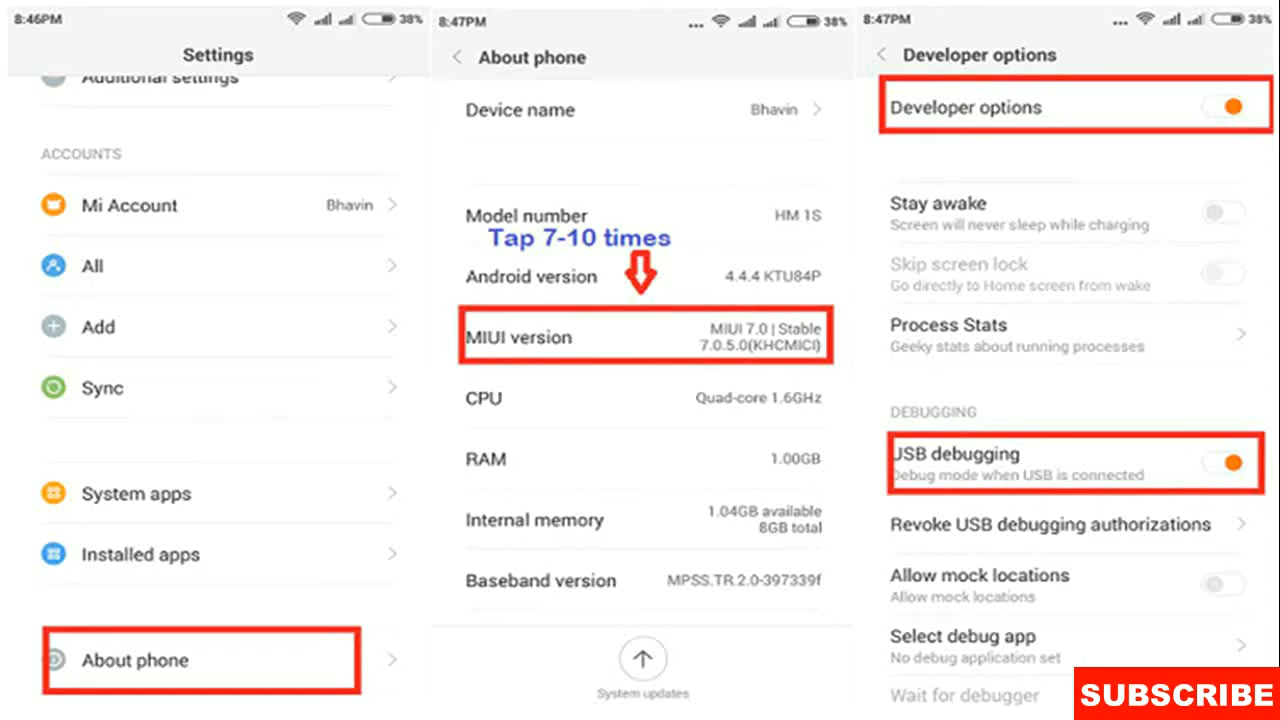 8:46PM
38%
Settings
Additional settings
ACCOUNTS
Mi Account
Bhavin
All
Add
Sync
System apps
Installed apps
About phone
8:47PM
... 38%
About phone
Device name
Bhavin
Model number
HM 1S
Tap 7-10 times
Android version
4.4.4 KTU84P
MIUI version
MIUI 7.0 | Stable
7.0.5.0(KHCMICI)
CPU
Quad-core 1.6GHz
RAM
1.00GB
Internal memory
1.04GB available
8GB total
Baseband version
MPSS.TR.2.0-397339f
System updates
8:47PM
... 38%
Developer options
Developer options
Stay awake
Screen will never sleep while charging
Skip screen lock
Go directly to Home screen from wake
Process Stats
Geeky stats about running processes
DEBUGGING
USB debugging
Debug mode when USB is connected
Revoke USB debugging authorizations
Allow mock locations
Allow mock locations
Select debug app
No debug application set
Wait for debugger
SUBSCRIBE